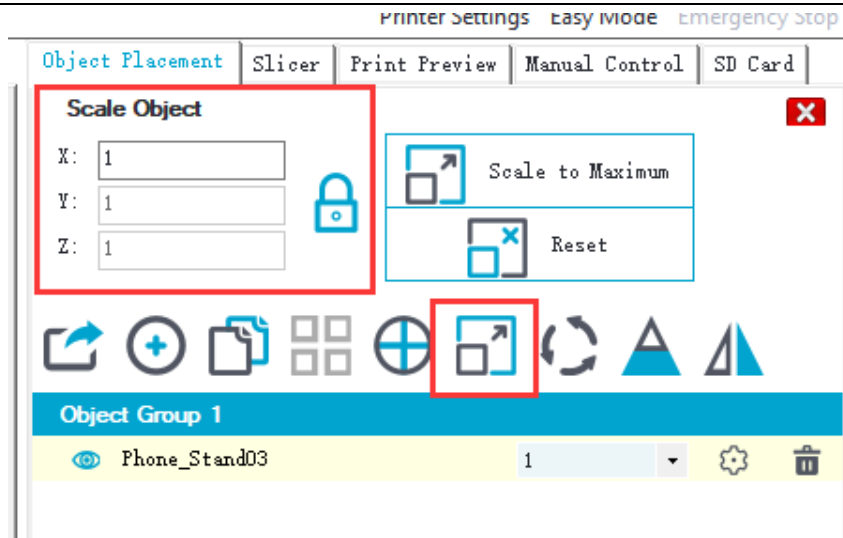 Printer Settings Easy Mode Emergency Stop
Object Placement Slicer Print Preview Manual Control SD Card
Scale Object
X: 1
Y: 1
Z: 1
Scale to Maximum
Reset
Object Group 1
Phone_Stand03 1